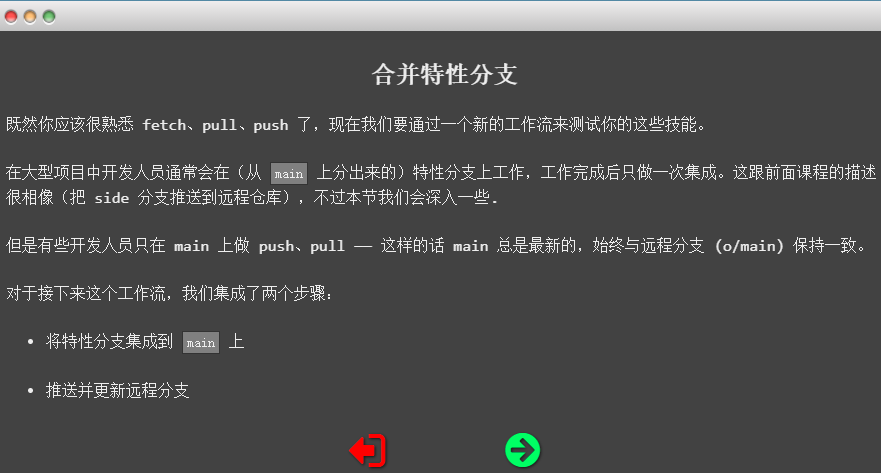 合并特性分支
既然你应该很熟悉 fetch、pull、push 了，现在我们要通过一个新的工作流来测试你的这些技能。
在大型项目中开发人员通常会在（从 main 上分出来的）特性分支上工作，工作完成后只做一次集成。这跟前面课程的描述
很相像（把 side 分支推送到远程仓库），不过本节我们会深入一些.
但是有些开发人员只在 main 上做 push、pull —— 这样的话 main 总是最新的，始终与远程分支 (o/main) 保持一致。
对于接下来这个工作流，我们集成了两个步骤：
• 将特性分支集成到 main 上
• 推送并更新远程分支